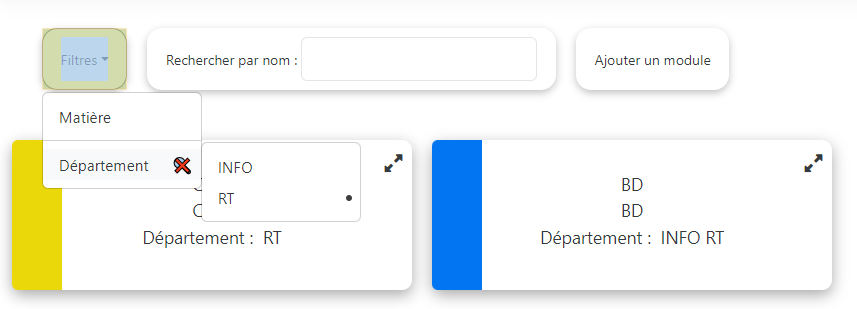 Filtres
Rechercher par nom :
Ajouter un module
Matière
Département
INFO
RT
C
Département : RT
BD
BD
Département : INFO RT